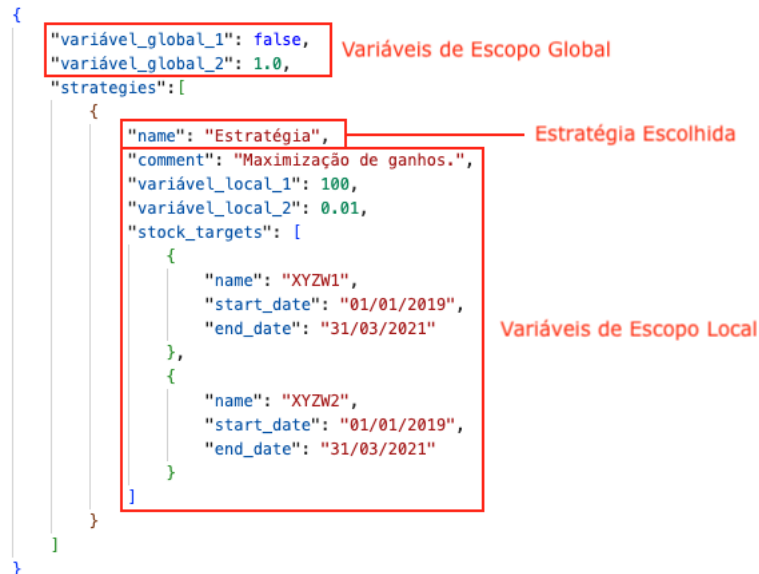 {
"variável_global_1": false,
"variável_global_2": 1.0,
Variáveis de Escopo Global
"strategies":[
{
"name": "Estratégia",
Estratégia Escolhida
"comment": "Maximização de ganhos.",
"variável_local_1": 100,
"variável_local_2": 0.01,
"stock_targets": [
{
"name": "XYZW1",
"start_date": "01/01/2019",
"end_date": "31/03/2021"
Variáveis de Escopo Local
},
{
"name": "XYZW2",
"start_date": "01/01/2019",
"end_date": "31/03/2021"
}
]
}
]
}